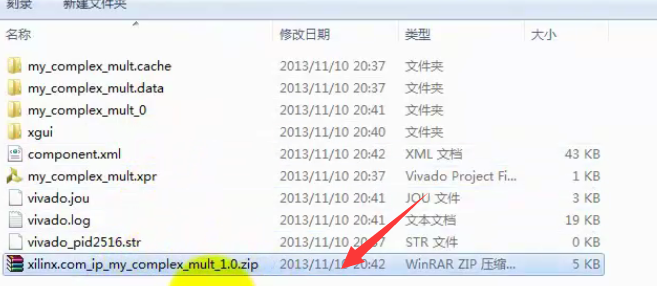 刻录 新建文件夹
名称 修改日期 类型 大小
my_complex_mult.cache 2013/11/10 20:37 文件夹
my_complex_mult.data 2013/11/10 20:37 文件夹
my_complex_mult_0 2013/11/10 20:41 文件夹
xgui 2013/11/10 20:40 文件夹
component.xml 2013/11/10 20:42 XML 文档 43 KB
my_complex_mult.xpr 2013/11/10 20:37 Vivado Project Fi... 1 KB
vivado.jou 2013/11/10 20:41 JOU 文件 3 KB
vivado.log 2013/11/10 20:41 文本文档 19 KB
vivado_pid2516.str 2013/11/10 STR 文件 0 KB
xilinx.com_ip_my_complex_mult_1.0.zip 2013/11/10 20:42 WinRAR ZIP 压缩... 5 KB